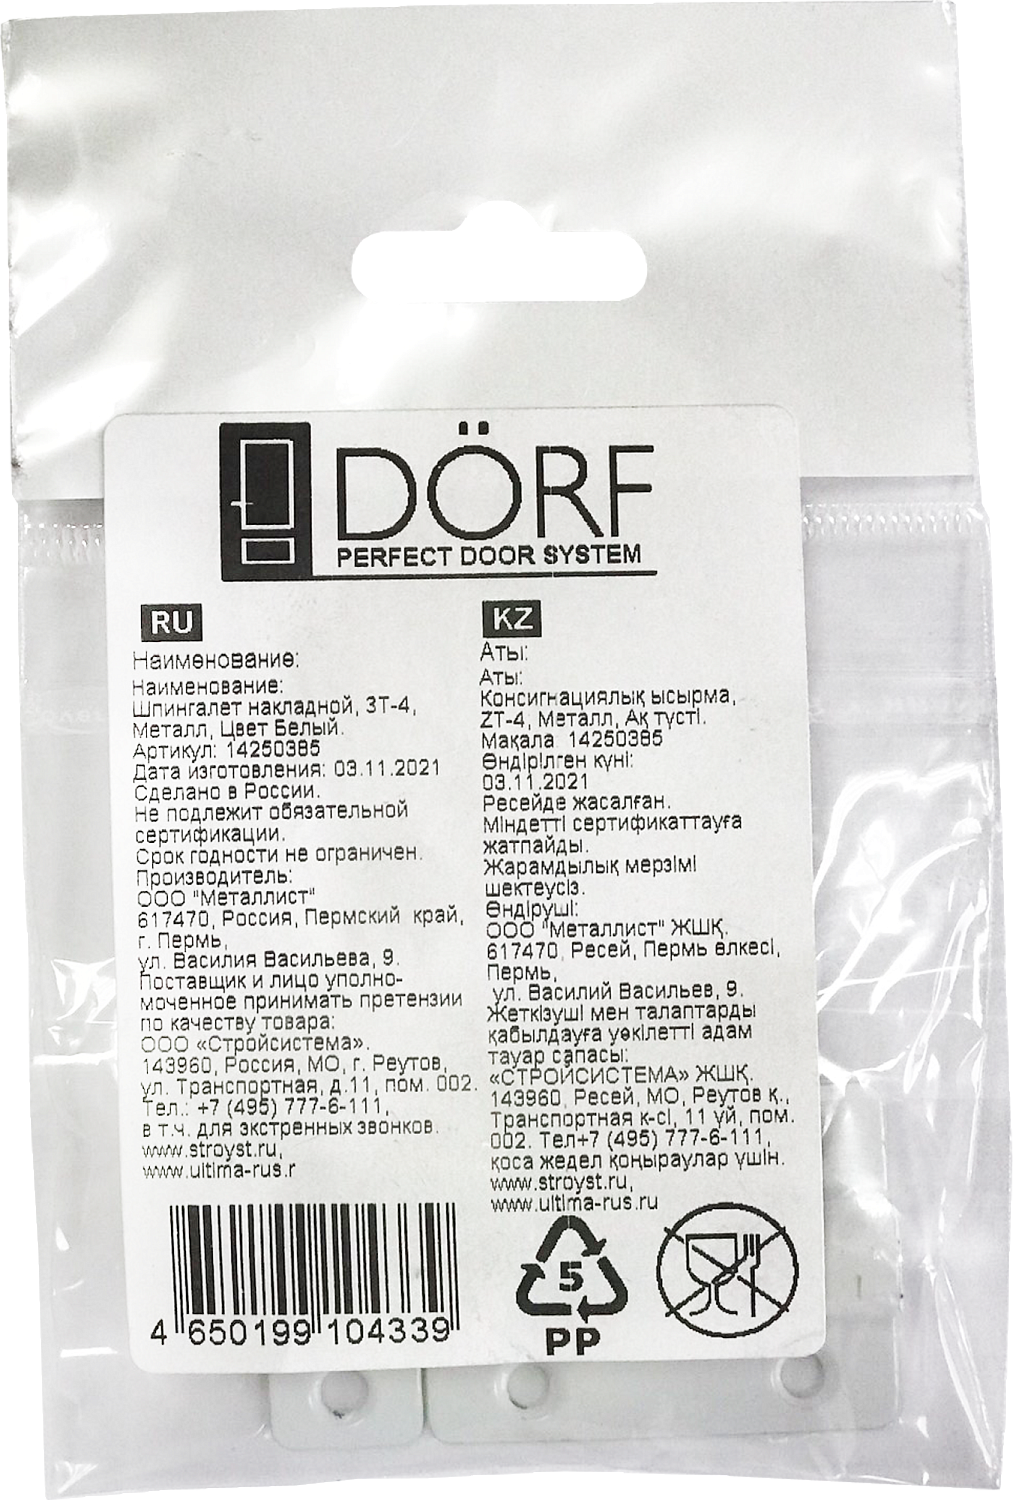 DÖRF
PERFECT DOOR SYSTEM
RU
Наименование:
Наименование:
Шпингалет накладной, ЗТ-4,
Металл, Цвет Белый.
Артикул: 14250385
Дата изготовления: 03.11.2021
Сделано в России.
Не подлежит обязательной
сертификации.
Срок годности не ограничен.
Производитель:
ООО "Металлист"
617470, Россия, Пермский край,
г. Пермь,
ул. Василия Васильева, 9.
Поставщик и лицо уполно-
моченное принимать претензии
по качеству товара:
ООО «Стройсистема».
143960, Россия, МО, г. Реутов,
ул. Транспортная, д.11, пом. 002.
Тел.: +7 (495) 777-6-111,
в т.ч. для экстренных звонков.
www.stroyst.ru,
www.ultima-rus.r
4 650199 104339
KZ
Аты:
Аты:
Консигнациялық ысырма,
ZT-4, Металл, Ақ түсті.
Мақала 14250385
Өндірілген күні:
03.11.2021
Ресейде жасалған.
Міндетті сертификаттауға
жатпайды.
Жарамдылық мерзімі
шектеусіз.
Өндіруші:
ООО "Металлист" ЖШҚ.
617470, Ресей, Пермь өлкесі,
Пермь,
ул. Василий Васильев, 9.
Жеткізуші мен талаптарды
қабылдауға уәкілетті адам
тауар сапасы:
«СТРОЙСИСТЕМА» ЖШҚ.
143960, Ресей, МО, Реутов қ.,
Транспортная к-сі, 11 үй, пом.
002. Тел+7 (495) 777-6-111,
қоса жедел қоңыраулар үшін.
www.stroyst.ru,
www.ultima-rus.ru
5
PP